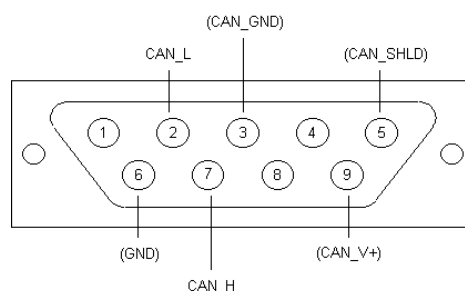 (CAN_GND)
CAN_L
(CAN_SHLD)
1 2 3 4 5
6 7 8 9
(GND)
(CAN_V+)
CAN_H